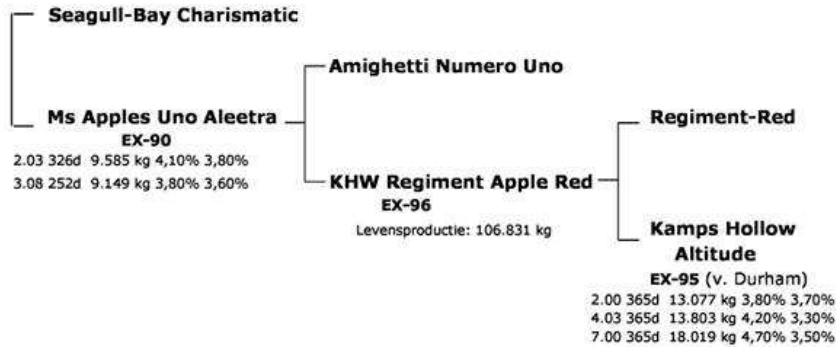 Seagull-Bay Charismatic
Amighetti Numero Uno
Ms Apples Uno Aleetra
EX-90
2.03 326d 9.585 kg 4,10% 3,80%
3.08 252d 9.149 kg 3,80% 3,60%
Regiment-Red
KHW Regiment Apple Red
EX-96
Levensproductie: 106.831 kg
Kamps Hollow
Altitude
EX-95 (v. Durham)
2.00 365d 13.077 kg 3,80% 3,70%
4.03 365d 13.803 kg 4,20% 3,30%
7.00 365d 18.019 kg 4,70% 3,50%